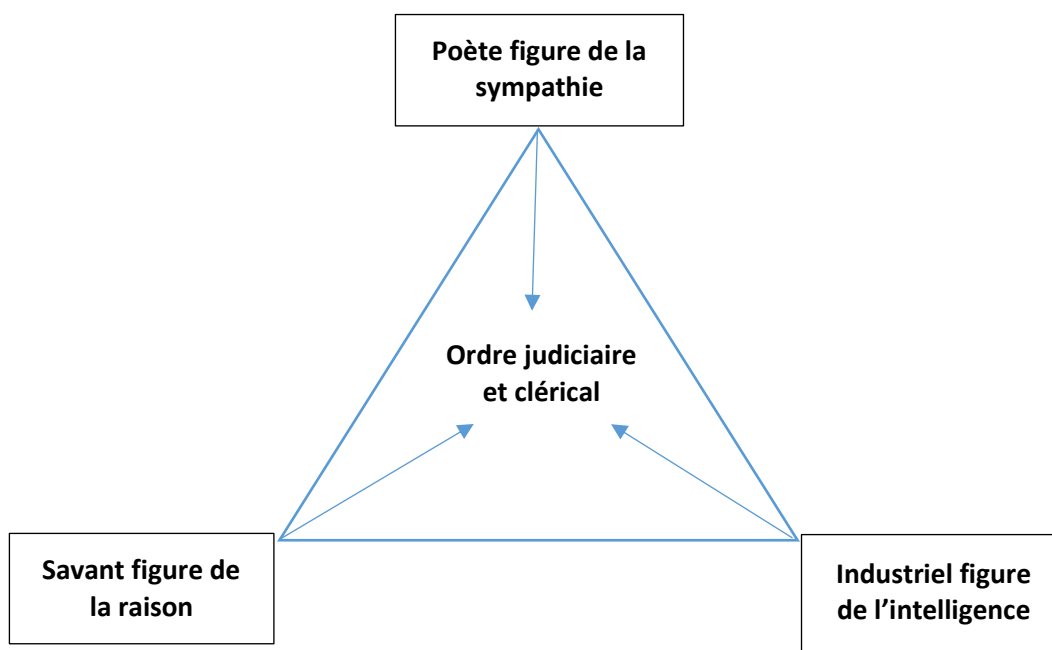 Poète figure de la
sympathie
Ordre judiciaire
et clérical
Savant figure de
la raison
Industriel figure
de l’intelligence